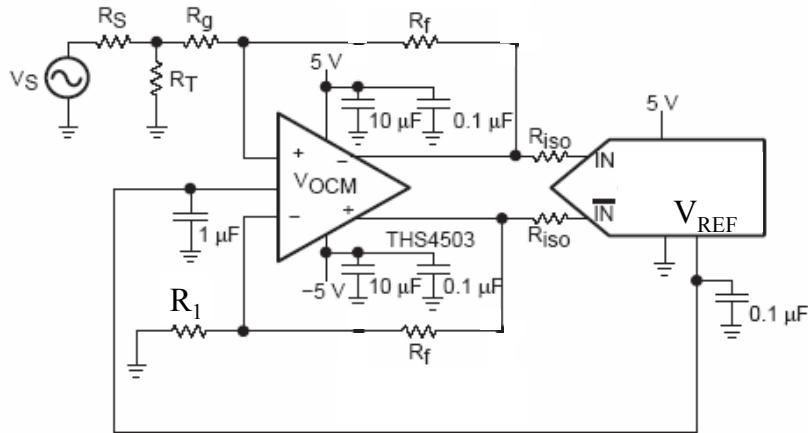 R_S
R_g
R_f
V_S
R_T
5 V
10 µF
0.1 µF
R_iso
5 V
+
−
IN
V_OCM
−
+
IN
1 µF
THS4503
R_iso
V_REF
10 µF
0.1 µF
−5 V
R_1
0.1 µF
R_f